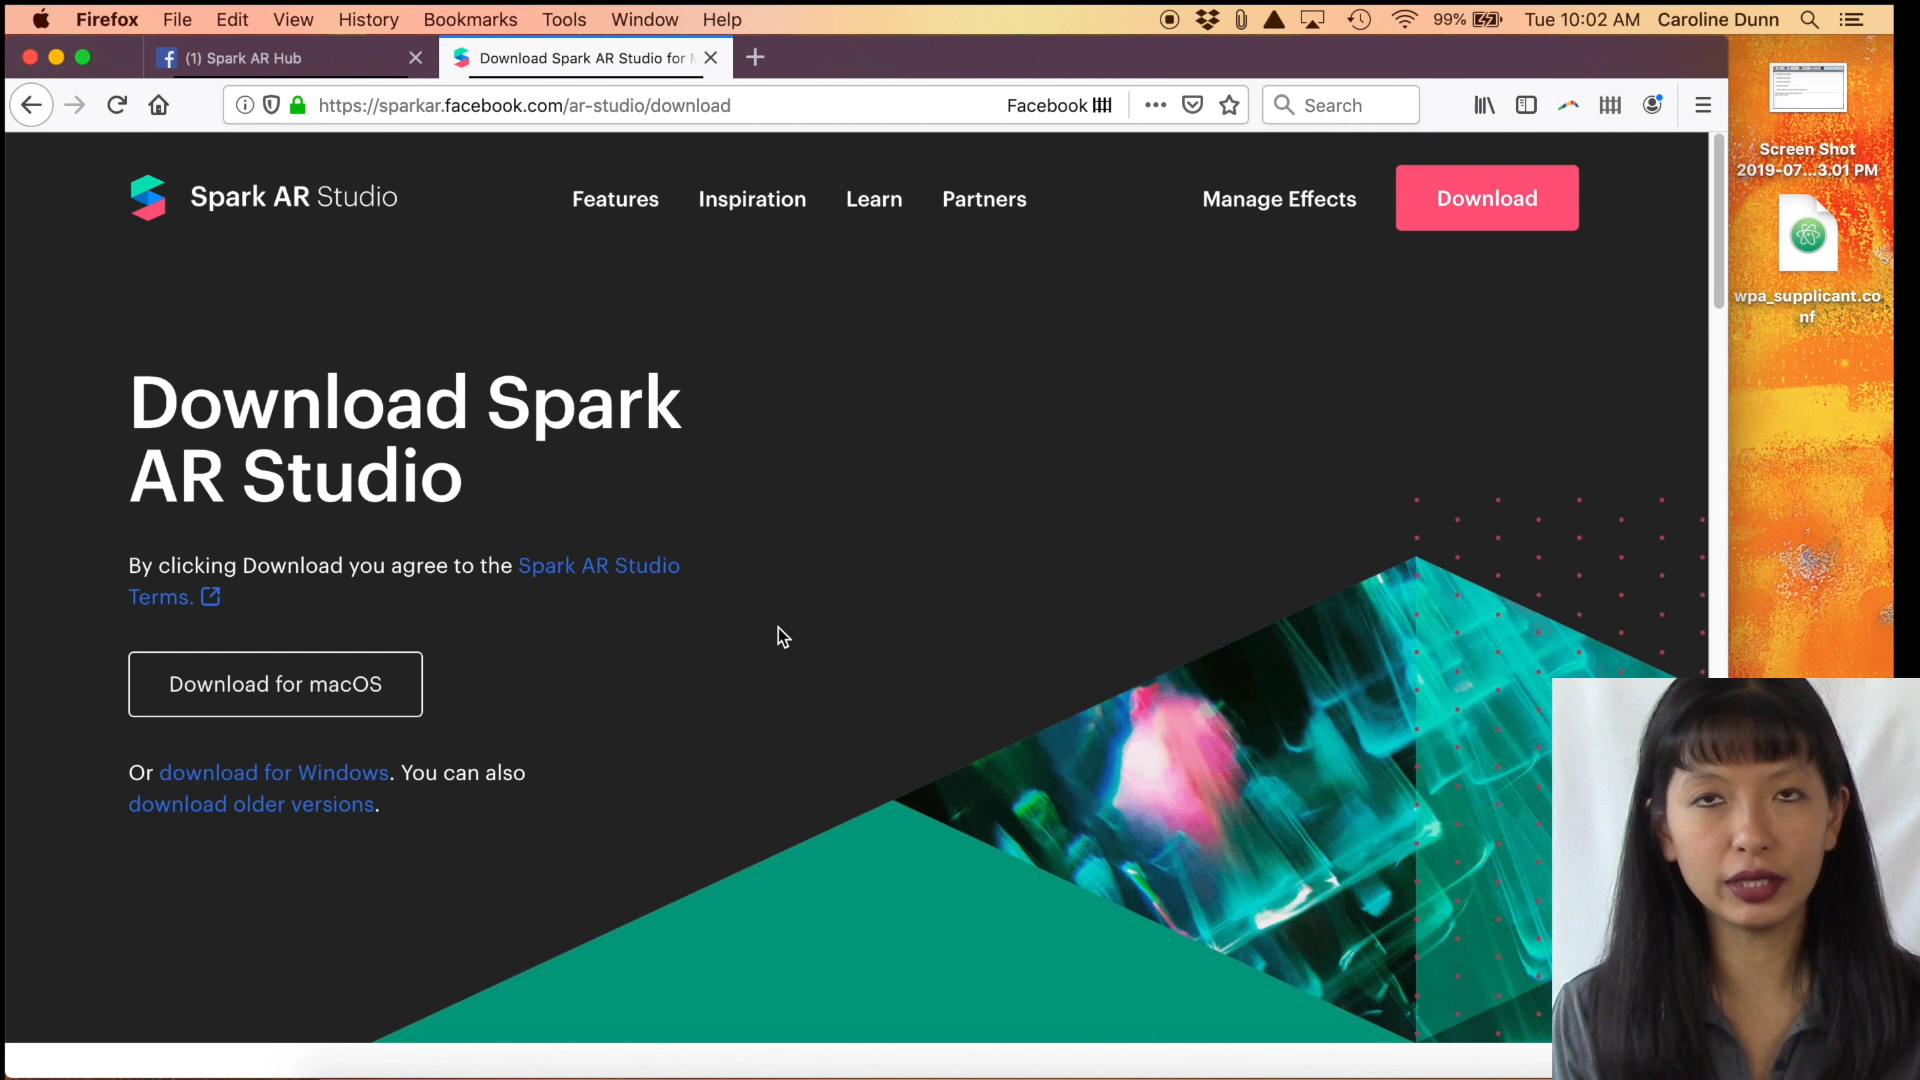 Firefox File Edit View History Bookmarks Tools Window Help 99% Tue 10:02 AM Caroline Dunn
(1) Spark AR Hub
Download Spark AR Studio for
https://sparkar.facebook.com/ar-studio/download
Facebook
Search
Screen Shot
2019-07...3.01 PM
wpa_supplicant.co
nf
Spark AR Studio
Features Inspiration Learn Partners Manage Effects Download
Download Spark
AR Studio
By clicking Download you agree to the Spark AR Studio
Terms.
Download for macOS
Or download for Windows. You can also
download older versions.